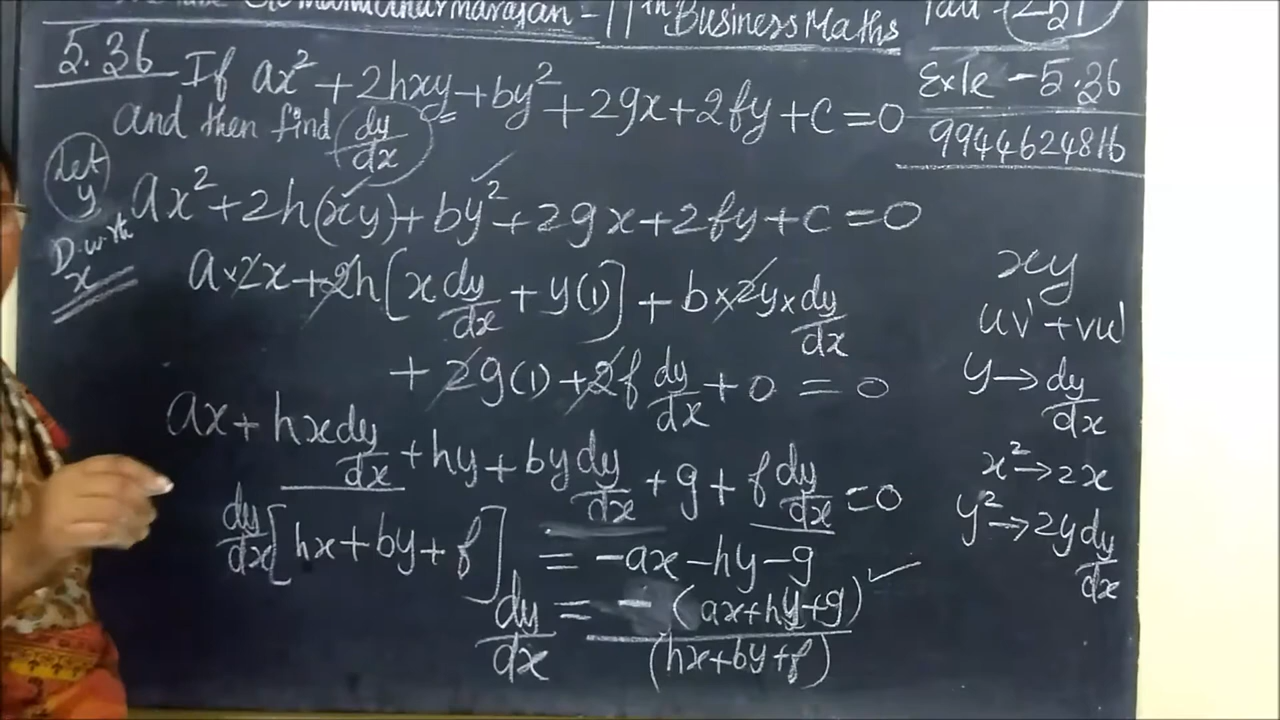 - 11th Business Maths
5.36 If ax² + 2hxy + by² + 2gx + 2fy + c = 0
and then find dy/dx
Exle - 5.36
9944624816
Let y
ax² + 2h(xy) + by² + 2gx + 2fy + c = 0
D.w.r.to x
a×2x + 2h[x dy/dx + y(1)] + b×2y×dy/dx
+ 2g(1) + 2f dy/dx + 0 = 0
ax + hx dy/dx + hy + by dy/dx + g + f dy/dx = 0
dy/dx [hx + by + f] = -ax - hy - g
dy/dx = -(ax+hy+g)/(hx+by+f)
xy
uv' + vu'
y → dy/dx
x² → 2x
y² → 2y dy/dx